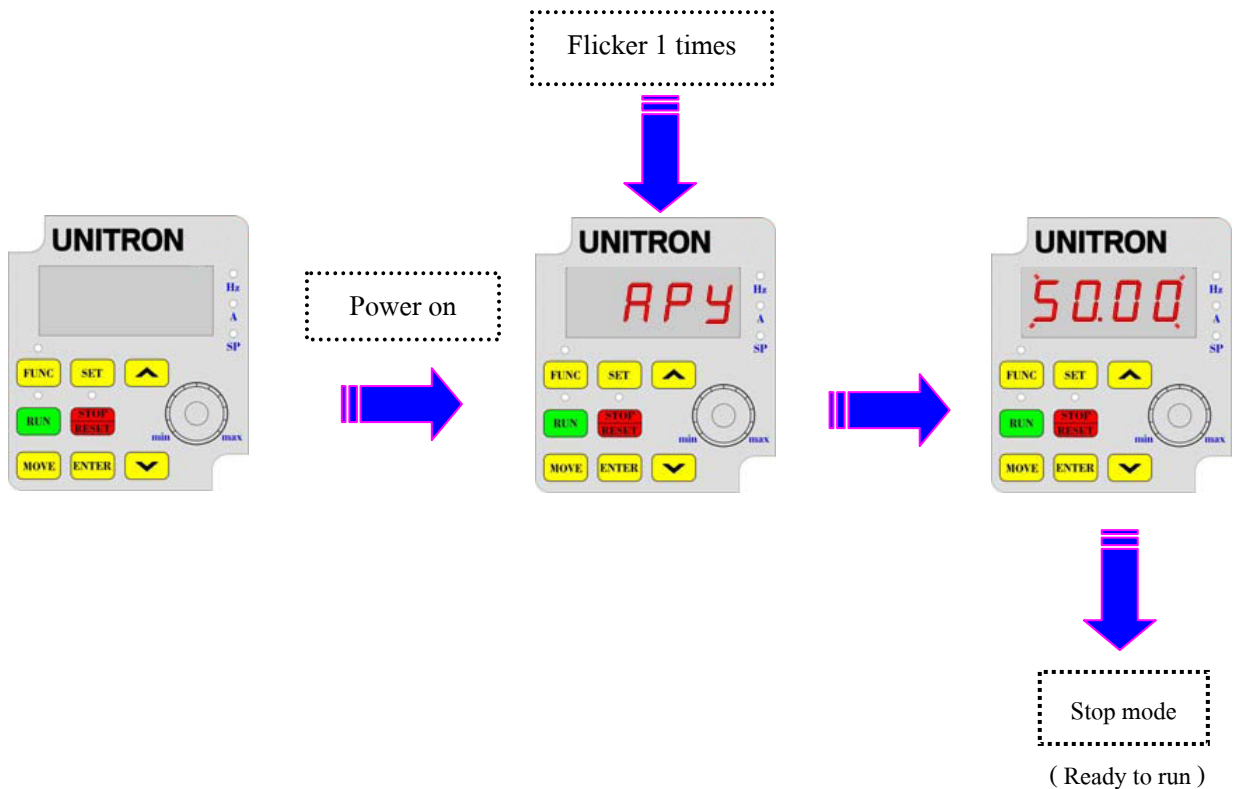 Flicker 1 times
UNITRON
Hz
A
SP
FUNC SET
RUN STOP
RESET
min max
MOVE ENTER
Power on
UNITRON
APY
Hz
A
SP
FUNC SET
RUN STOP
RESET
min max
MOVE ENTER
UNITRON
50.00
Hz
A
SP
FUNC SET
RUN STOP
RESET
min max
MOVE ENTER
Stop mode
( Ready to run )